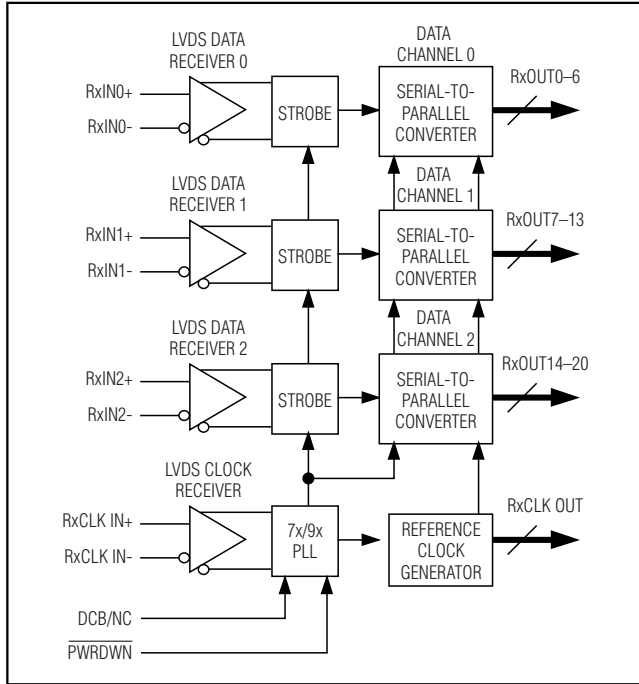 LVDS DATA
RECEIVER 0
DATA
CHANNEL 0
RxIN0+
RxIN0-
STROBE
SERIAL-TO-
PARALLEL
CONVERTER
RxOUT0–6
LVDS DATA
RECEIVER 1
DATA
CHANNEL 1
RxIN1+
RxIN1-
STROBE
SERIAL-TO-
PARALLEL
CONVERTER
RxOUT7–13
LVDS DATA
RECEIVER 2
DATA
CHANNEL 2
RxIN2+
RxIN2-
STROBE
SERIAL-TO-
PARALLEL
CONVERTER
RxOUT14–20
LVDS CLOCK
RECEIVER
RxCLK IN+
RxCLK IN-
7x/9x
PLL
REFERENCE
CLOCK
GENERATOR
RxCLK OUT
DCB/NC
PWRDWN